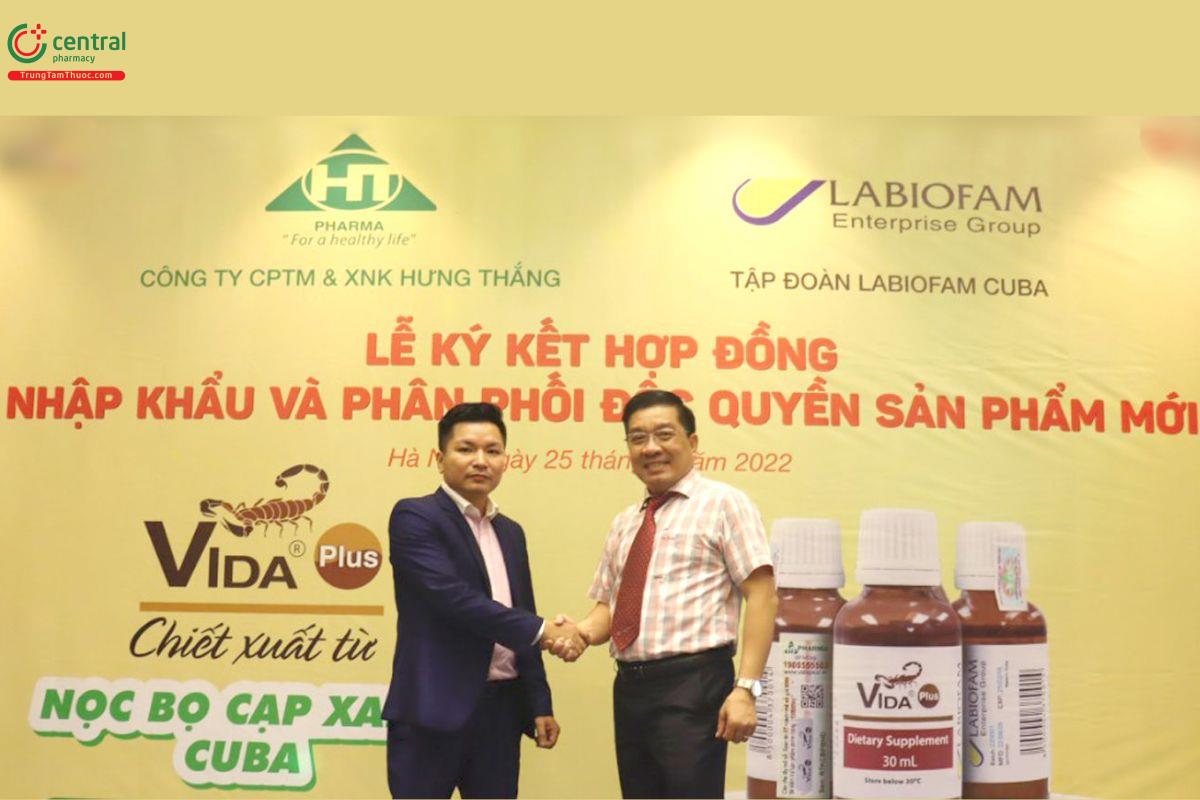 central
pharmacy
TrungTamThuoc.com
HT
PHARMA
"For a healthy life"
CÔNG TY CPTM & XNK HƯNG THẮNG
LABIOFAM
Enterprise Group
TẬP ĐOÀN LABIOFAM CUBA
LỄ KÝ KẾT HỢP ĐỒNG
NHẬP KHẨU VÀ PHÂN PHỐI QUYỀN SẢN PHẨM MỚI
Hà 25 2022
VIDA® Plus
Chiết xuất từ
NỌC BỌ CẠP XA
CUBA
VIDA® Plus
Dietary Supplement
30 mL
Store below 30°C
LABIOFAM
Enterprise Group